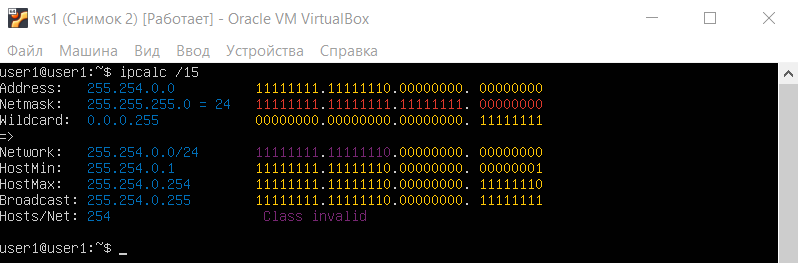 ws1 (Снимок 2) [Работает] - Oracle VM VirtualBox
Файл Машина Вид Ввод Устройства Справка
user1@user1:~$ ipcalc /15
Address: 255.254.0.0 11111111.11111110.00000000. 00000000
Netmask: 255.255.255.0 = 24 11111111.11111111.11111111. 00000000
Wildcard: 0.0.0.255 00000000.00000000.00000000. 11111111
=>
Network: 255.254.0.0/24 11111111.11111110.00000000. 00000000
HostMin: 255.254.0.1 11111111.11111110.00000000. 00000001
HostMax: 255.254.0.254 11111111.11111110.00000000. 11111110
Broadcast: 255.254.0.255 11111111.11111110.00000000. 11111111
Hosts/Net: 254 Class invalid
user1@user1:~$ _